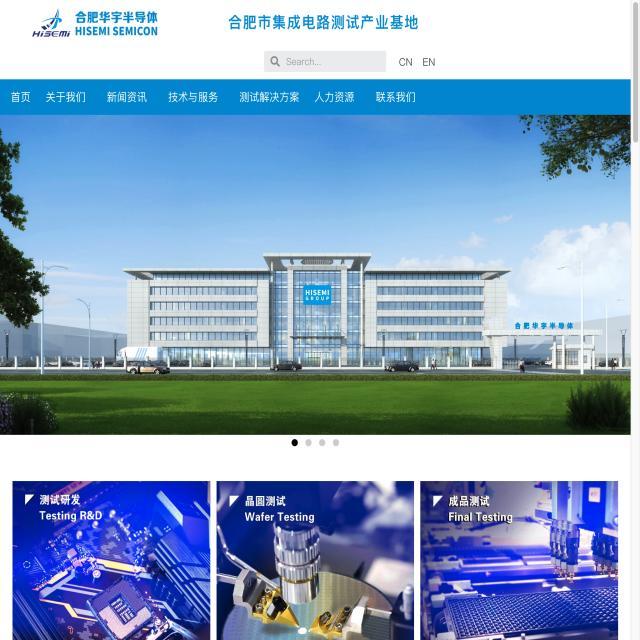 合肥华宇半导体
HISEMI
HISEMI SEMICON
合肥市集成电路测试产业基地
Search...
CN EN
首页 关于我们 新闻资讯 技术与服务 测试解决方案 人力资源 联系我们
HISEMI
GROUP
合肥华宇半导体
测试研发
Testing R&D
晶圆测试
Wafer Testing
成品测试
Final Testing